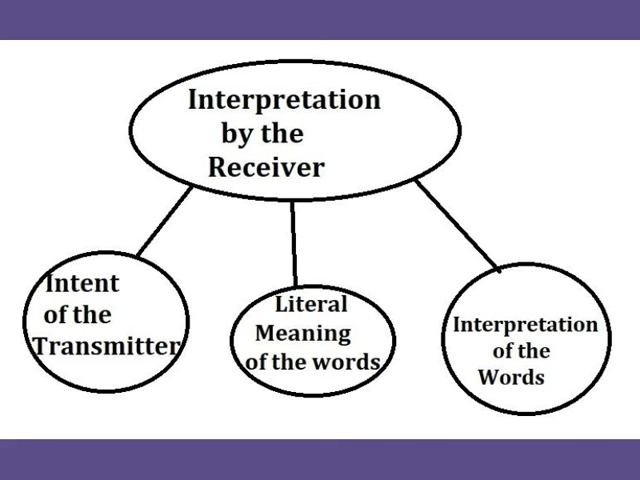 Interpretation
by the
Receiver
Intent
of the
Transmitter
Literal
Meaning
of the words
Interpretation
of the
Words